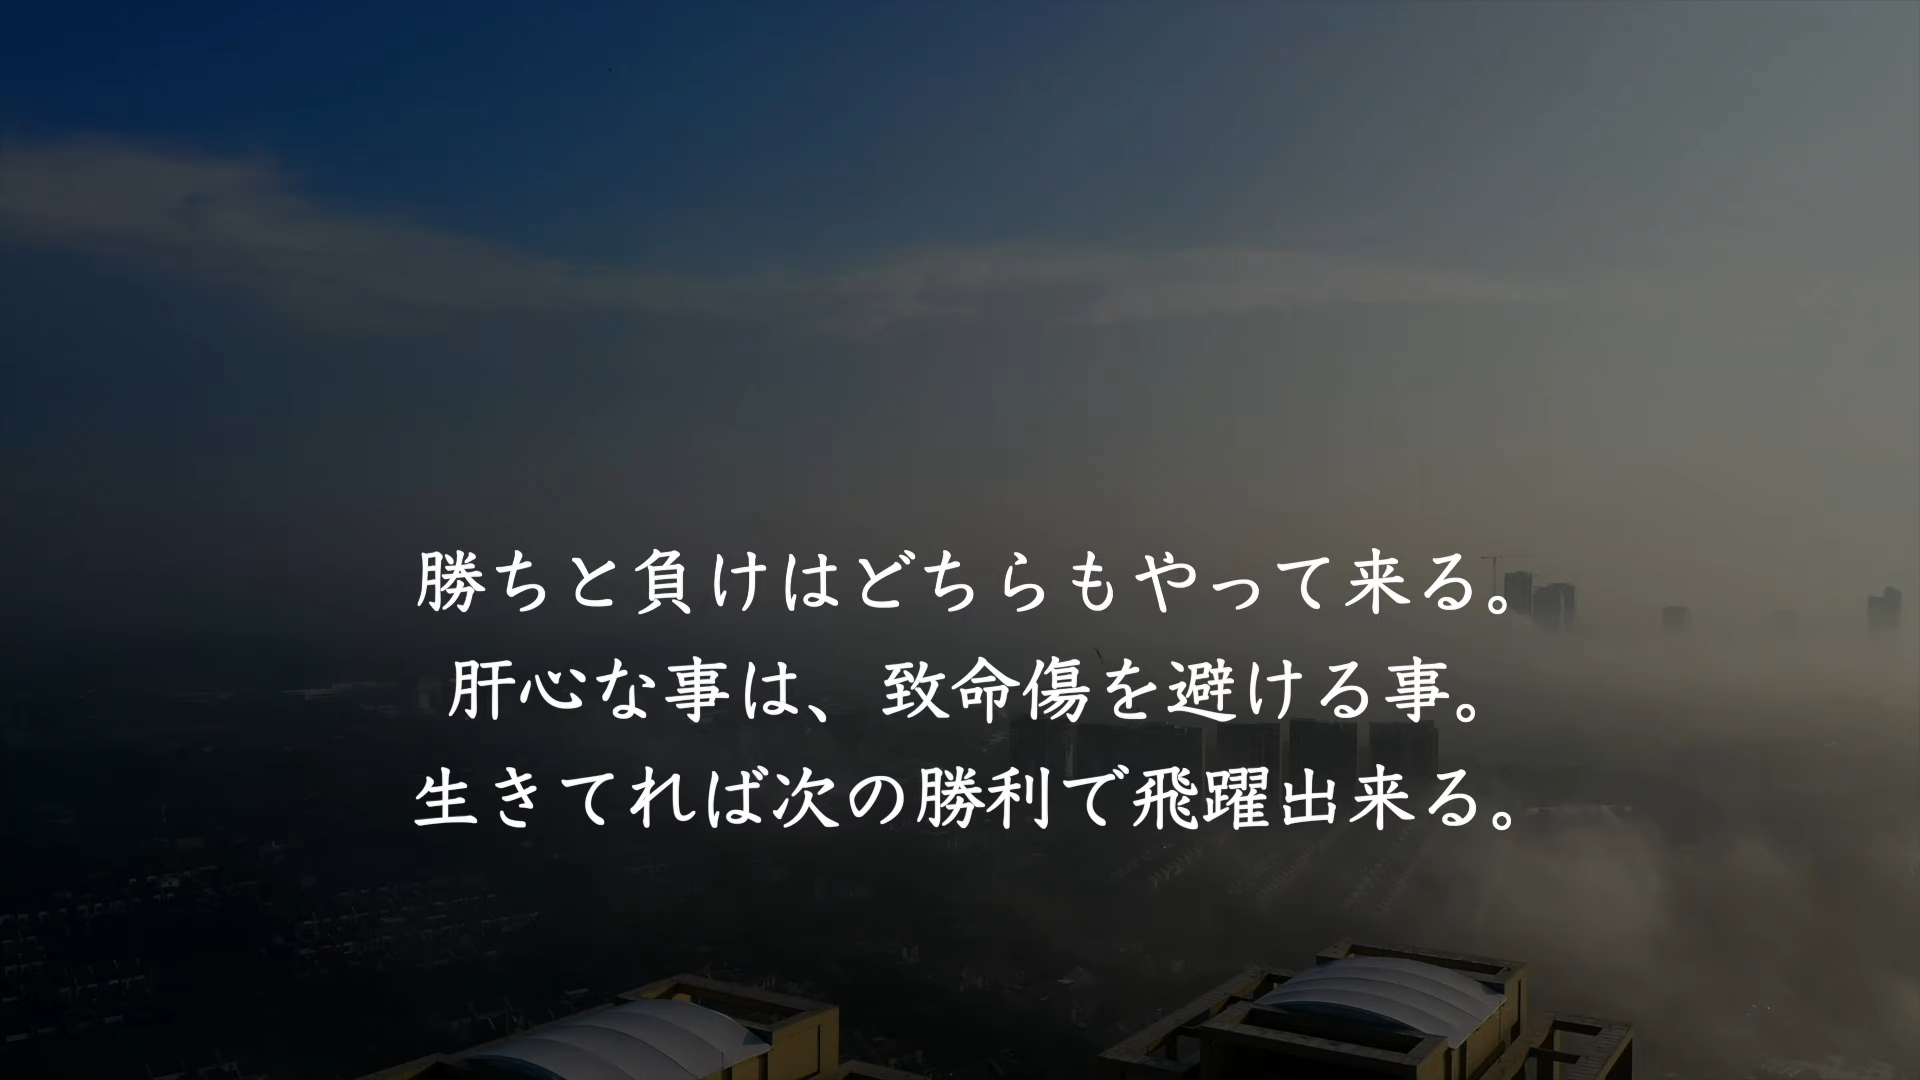 勝ちと負けはどちらもやって来る。
肝心な事は、致命傷を避ける事。
生きてれば次の勝利で飛躍出来る。